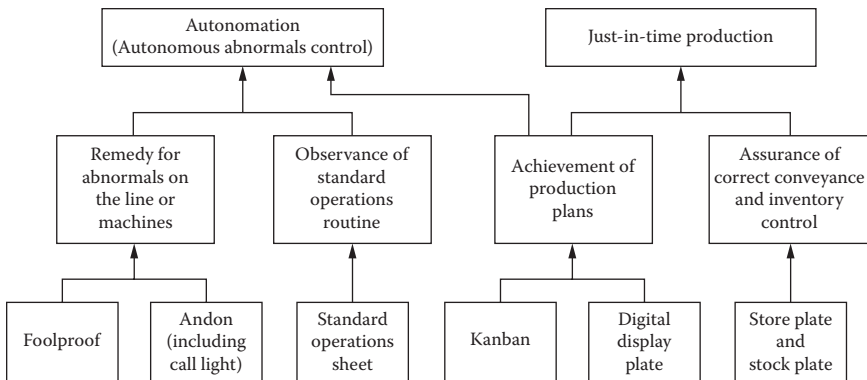 Autonomation
(Autonomous abnormals control)
Just-in-time production
Remedy for
abnormals on
the line or
machines
Observance of
standard
operations
routine
Achievement of
production
plans
Assurance of
correct conveyance
and inventory
control
Foolproof
Andon
(including
call light)
Standard
operations
sheet
Kanban
Digital
display
plate
Store plate
and
stock plate